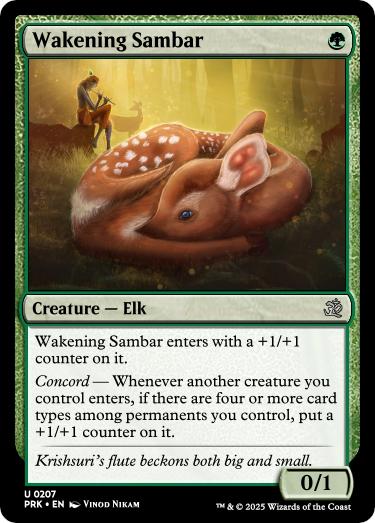 Wakening Sambar
Creature — Elk
Wakening Sambar enters with a +1/+1
counter on it.
Concord — Whenever another creature you
control enters, if there are four or more card
types among permanents you control, put a
+1/+1 counter on it.
Krishsuri's flute beckons both big and small.
0/1
U 0207
PRK • EN Vinod Nikam
™ & © 2025 Wizards of the Coast